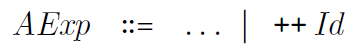 AExp ::= ... | ++ Id